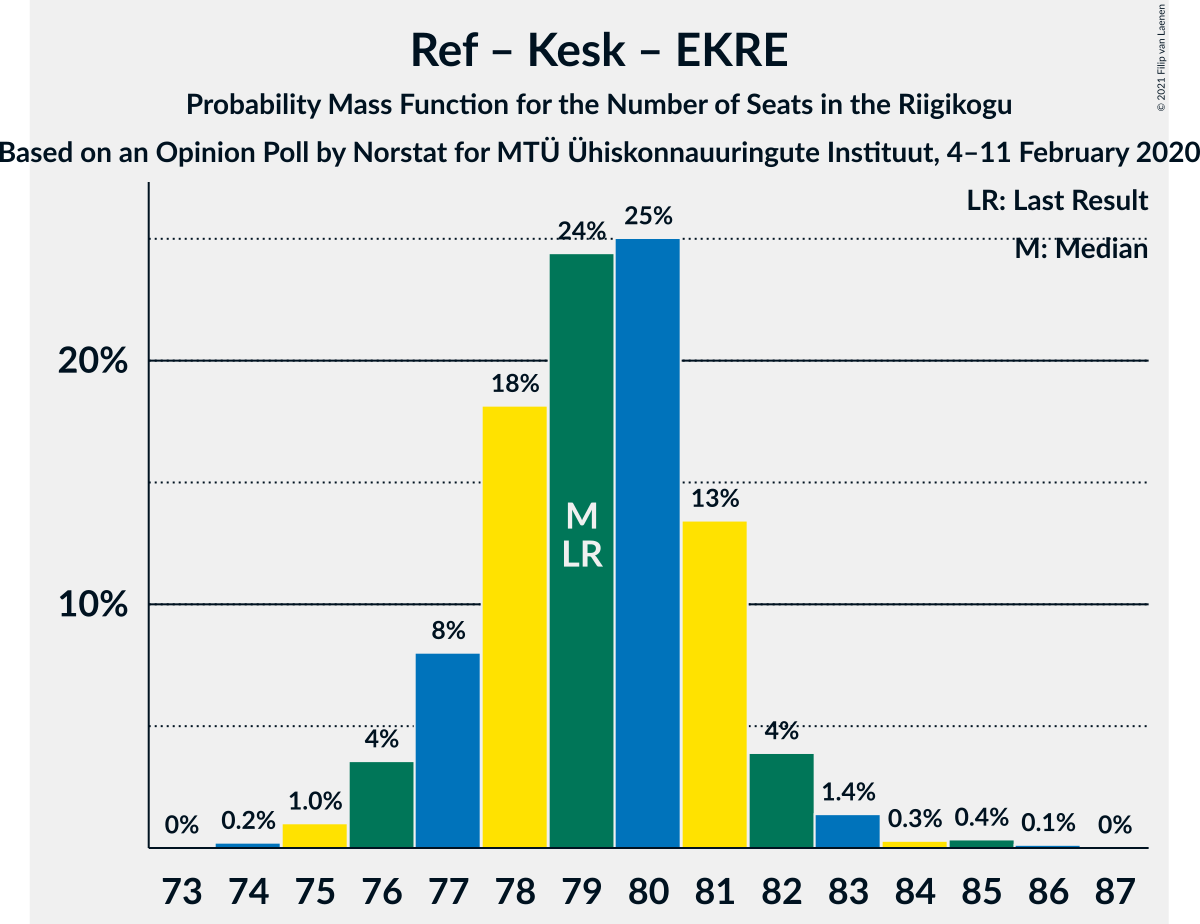 Ref – Kesk – EKRE
Probability Mass Function for the Number of Seats in the Riigikogu
Based on an Opinion Poll by Norstat for MTÜ Ühiskonnauuringute Instituut, 4–11 February 2020
© 2021 Filip van Laenen
LR: Last Result
M: Median
20%
10%
0%
0.2%
1.0%
4%
8%
18%
24%
25%
13%
4%
1.4%
0.3%
0.4%
0.1%
0%
M
LR
73 74 75 76 77 78 79 80 81 82 83 84 85 86 87